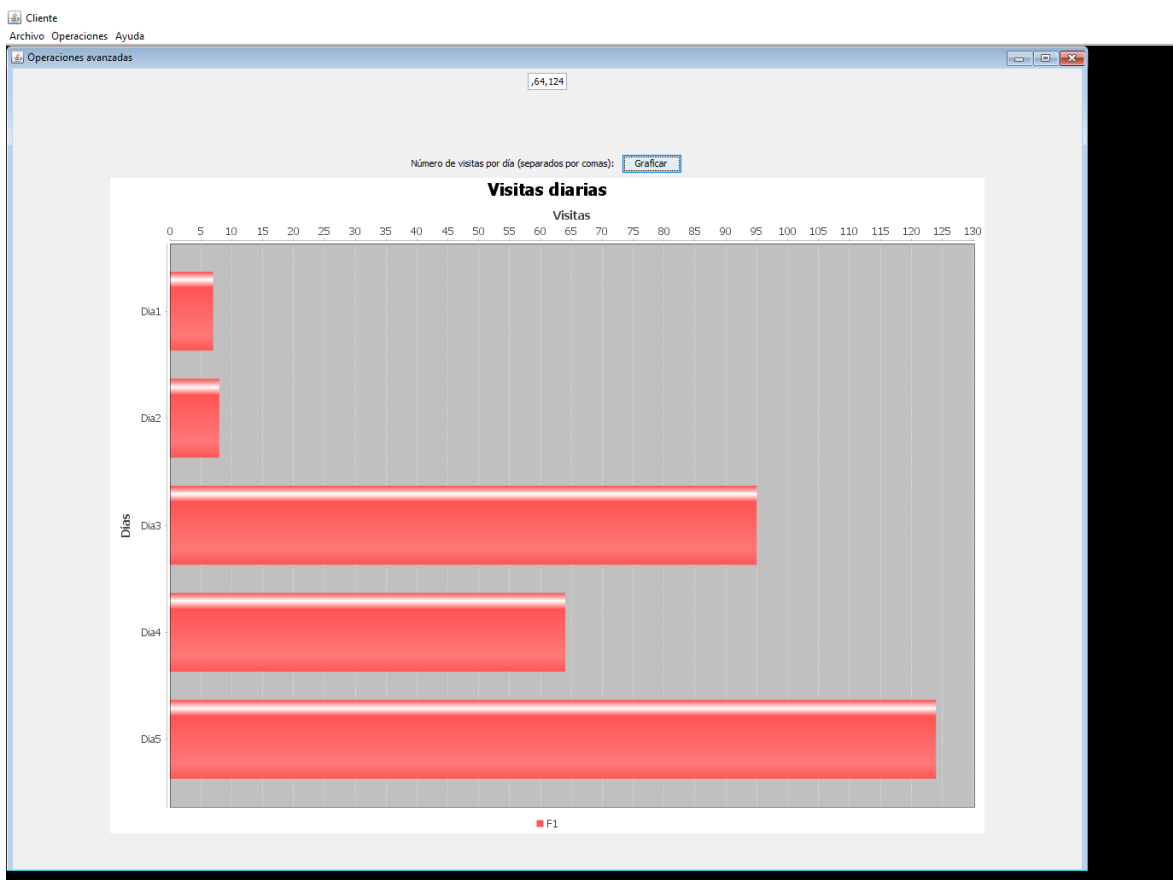 Cliente
Archivo Operaciones Ayuda
Operaciones avanzadas
,64,124
Número de visitas por día (separados por comas): Graficar
Visitas diarias
Visitas
0 5 10 15 20 25 30 35 40 45 50 55 60 65 70 75 80 85 90 95 100 105 110 115 120 125 130
Dia1
Dia2
Dias
Dia3
Dia4
Dia5
F1